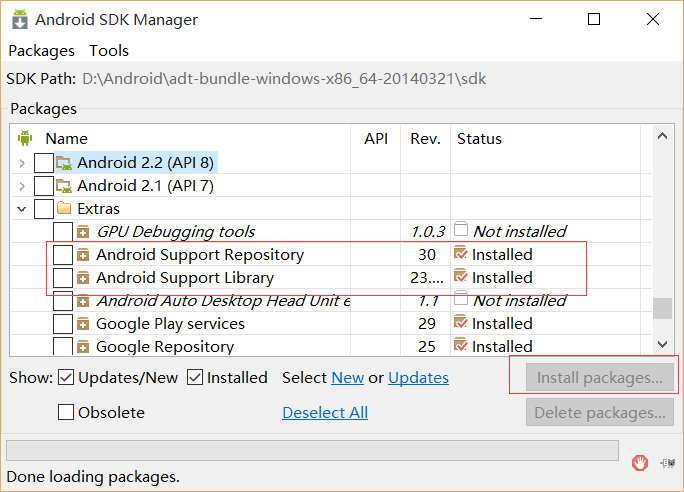 Android SDK Manager
Packages Tools
SDK Path: D:\Android\adt-bundle-windows-x86_64-20140321\sdk
Packages
Name API Rev. Status
Android 2.2 (API 8)
Android 2.1 (API 7)
Extras
GPU Debugging tools 1.0.3 Not installed
Android Support Repository 30 Installed
Android Support Library 23.... Installed
Android Auto Desktop Head Unit e 1.1 Not installed
Google Play services 29 Installed
Google Repository 25 Installed
Show: Updates/New Installed Select New or Updates Install packages...
Obsolete Deselect All Delete packages...
Done loading packages.